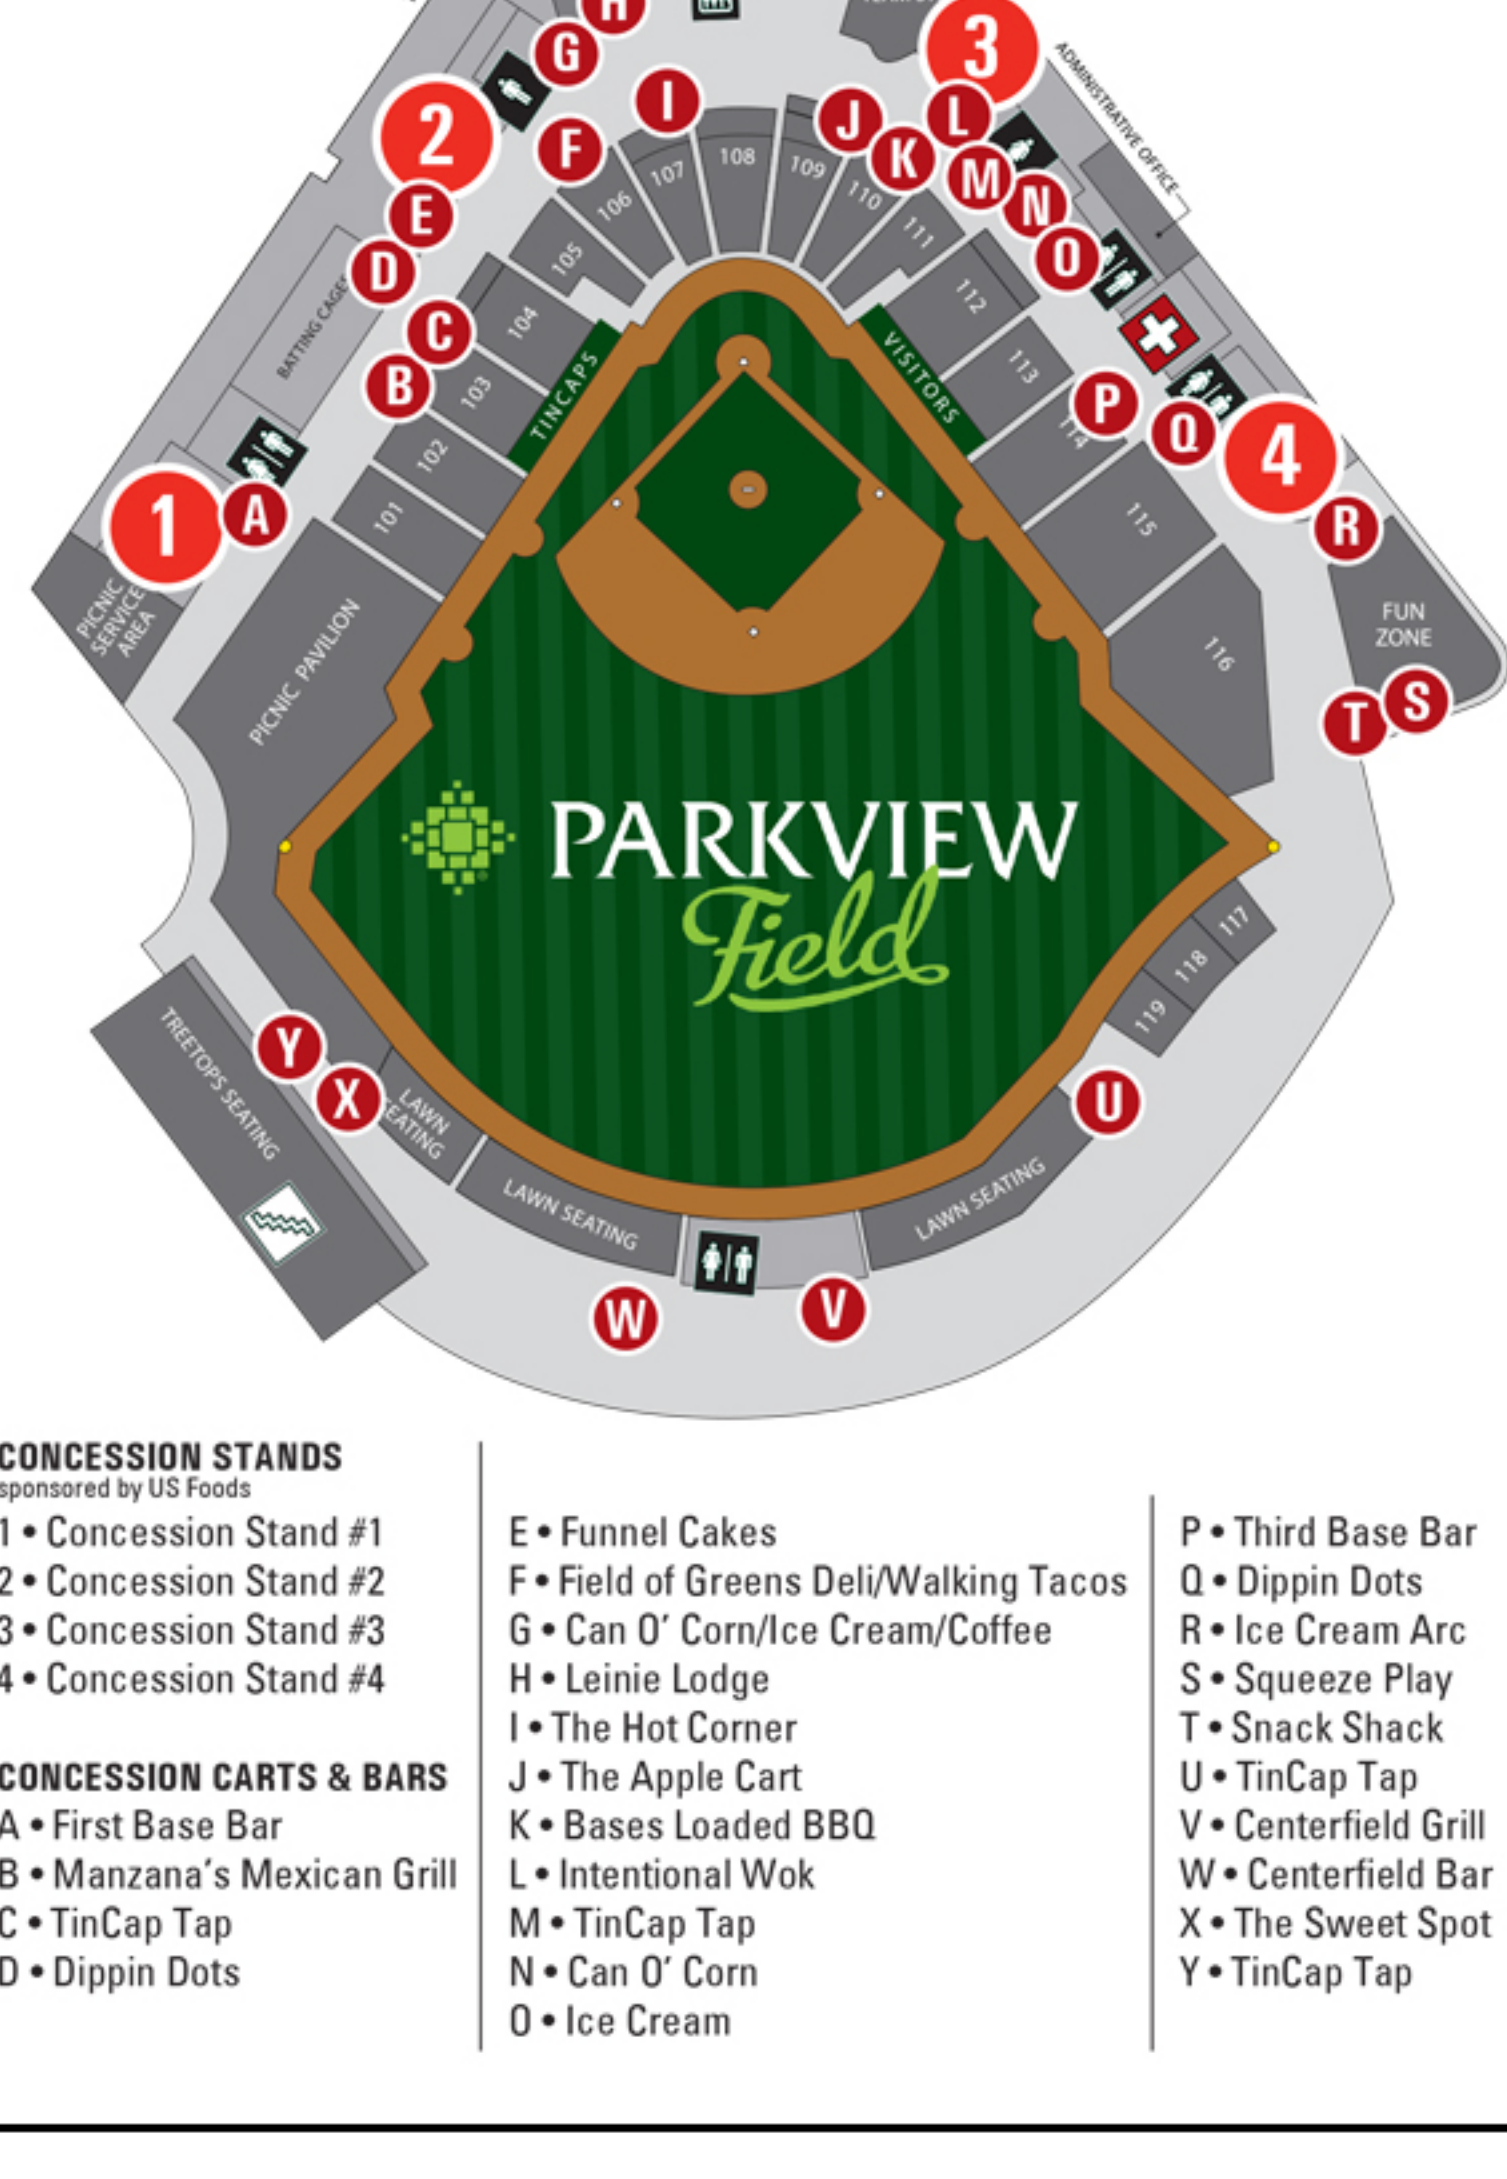 H
G
3
ADMINISTRATIVE OFFICE
I
J
L
2
F
K
M
N
O
E
D
C
B
106
107
108
109
110
111
105
104
103
102
101
112
113
114
115
116
BATTING CAGES
TINCAPS
VISITORS
P
Q
4
R
1
A
PICNIC
SERVICE
AREA
PICNIC PAVILION
FUN
ZONE
T
S
PARKVIEW
Field
117
118
119
TREETOPS SEATING
Y
X
LAWN
SEATING
U
LAWN SEATING
LAWN SEATING
W
V
CONCESSION STANDS
sponsored by US Foods
1 • Concession Stand #1
2 • Concession Stand #2
3 • Concession Stand #3
4 • Concession Stand #4
CONCESSION CARTS & BARS
A • First Base Bar
B • Manzana's Mexican Grill
C • TinCap Tap
D • Dippin Dots
E • Funnel Cakes
F • Field of Greens Deli/Walking Tacos
G • Can O' Corn/Ice Cream/Coffee
H • Leinie Lodge
I • The Hot Corner
J • The Apple Cart
K • Bases Loaded BBQ
L • Intentional Wok
M • TinCap Tap
N • Can O' Corn
O • Ice Cream
P • Third Base Bar
Q • Dippin Dots
R • Ice Cream Arc
S • Squeeze Play
T • Snack Shack
U • TinCap Tap
V • Centerfield Grill
W • Centerfield Bar
X • The Sweet Spot
Y • TinCap Tap